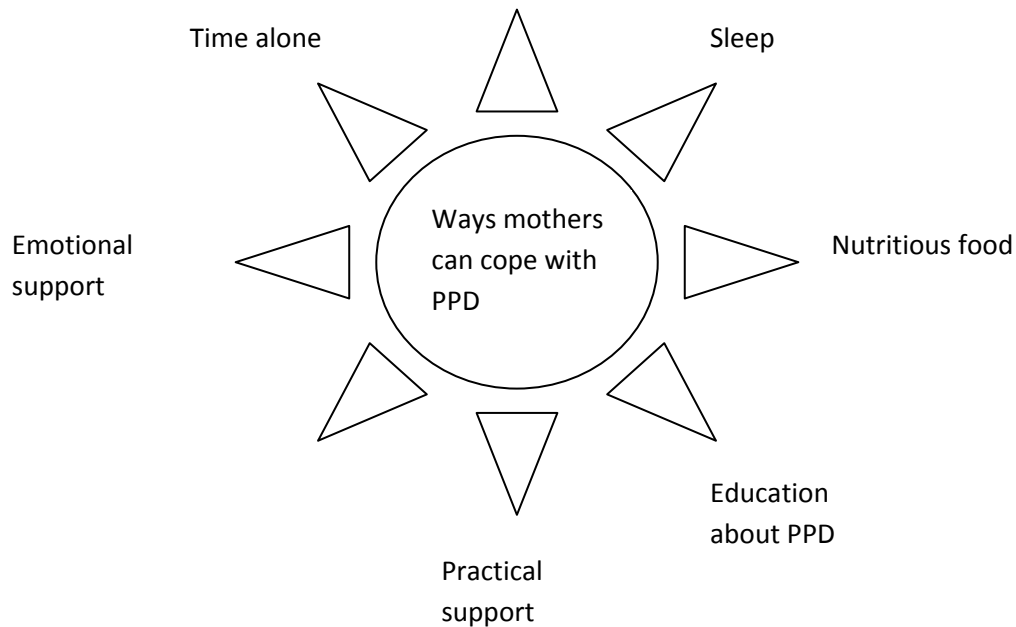 Time alone
Sleep
Ways mothers
can cope with
PPD
Emotional
support
Nutritious food
Education
about PPD
Practical
support